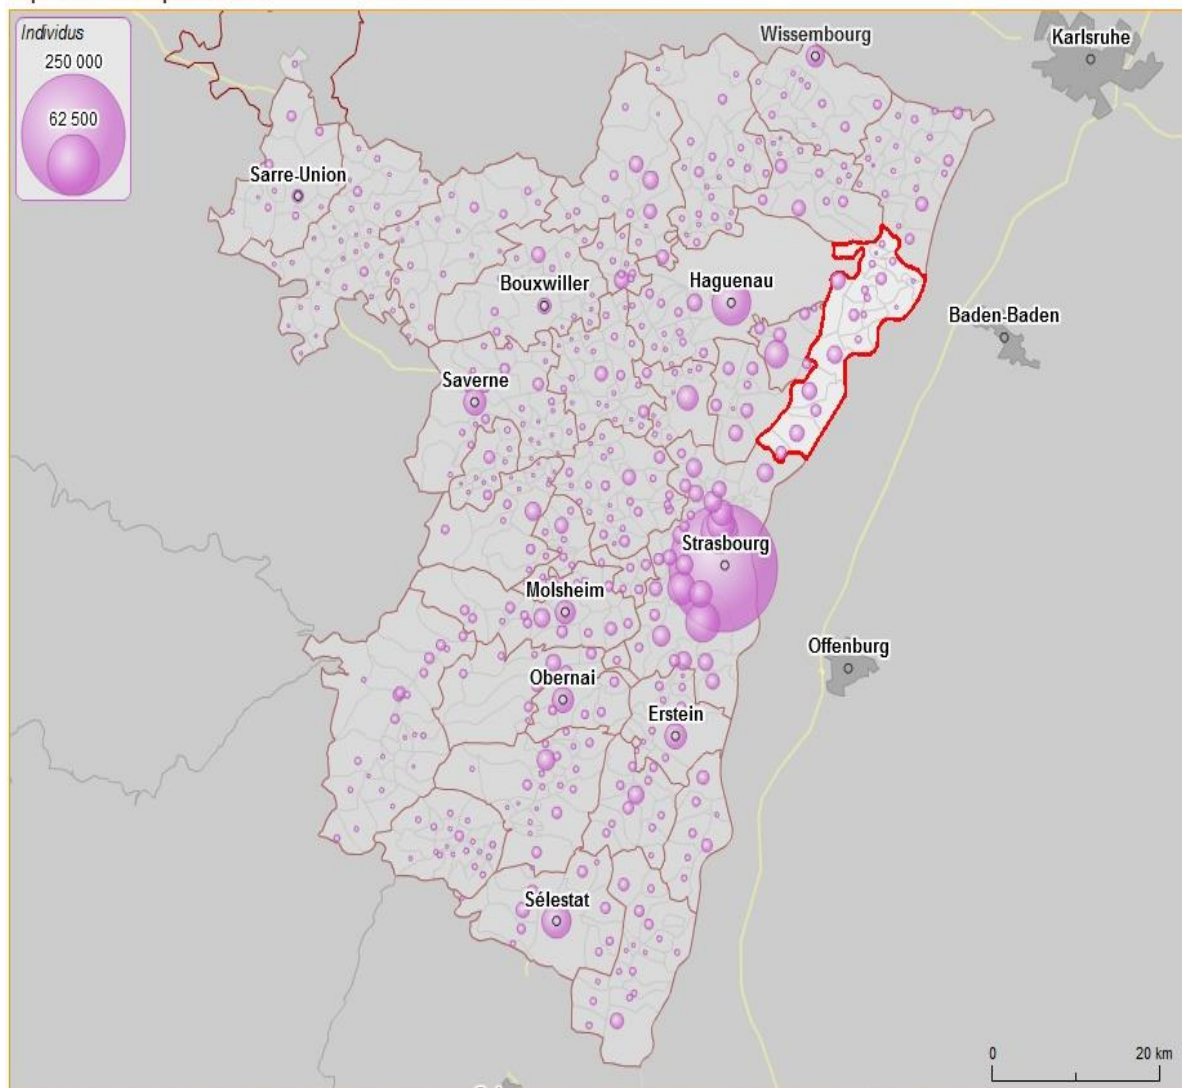 Individus
250 000
62 500
Wissembourg
Karlsruhe
Sarre-Union
Bouxwiller
Haguenau
Baden-Baden
Saverne
Strasbourg
Molsheim
Offenburg
Obernai
Erstein
Sélestat
0 20 km